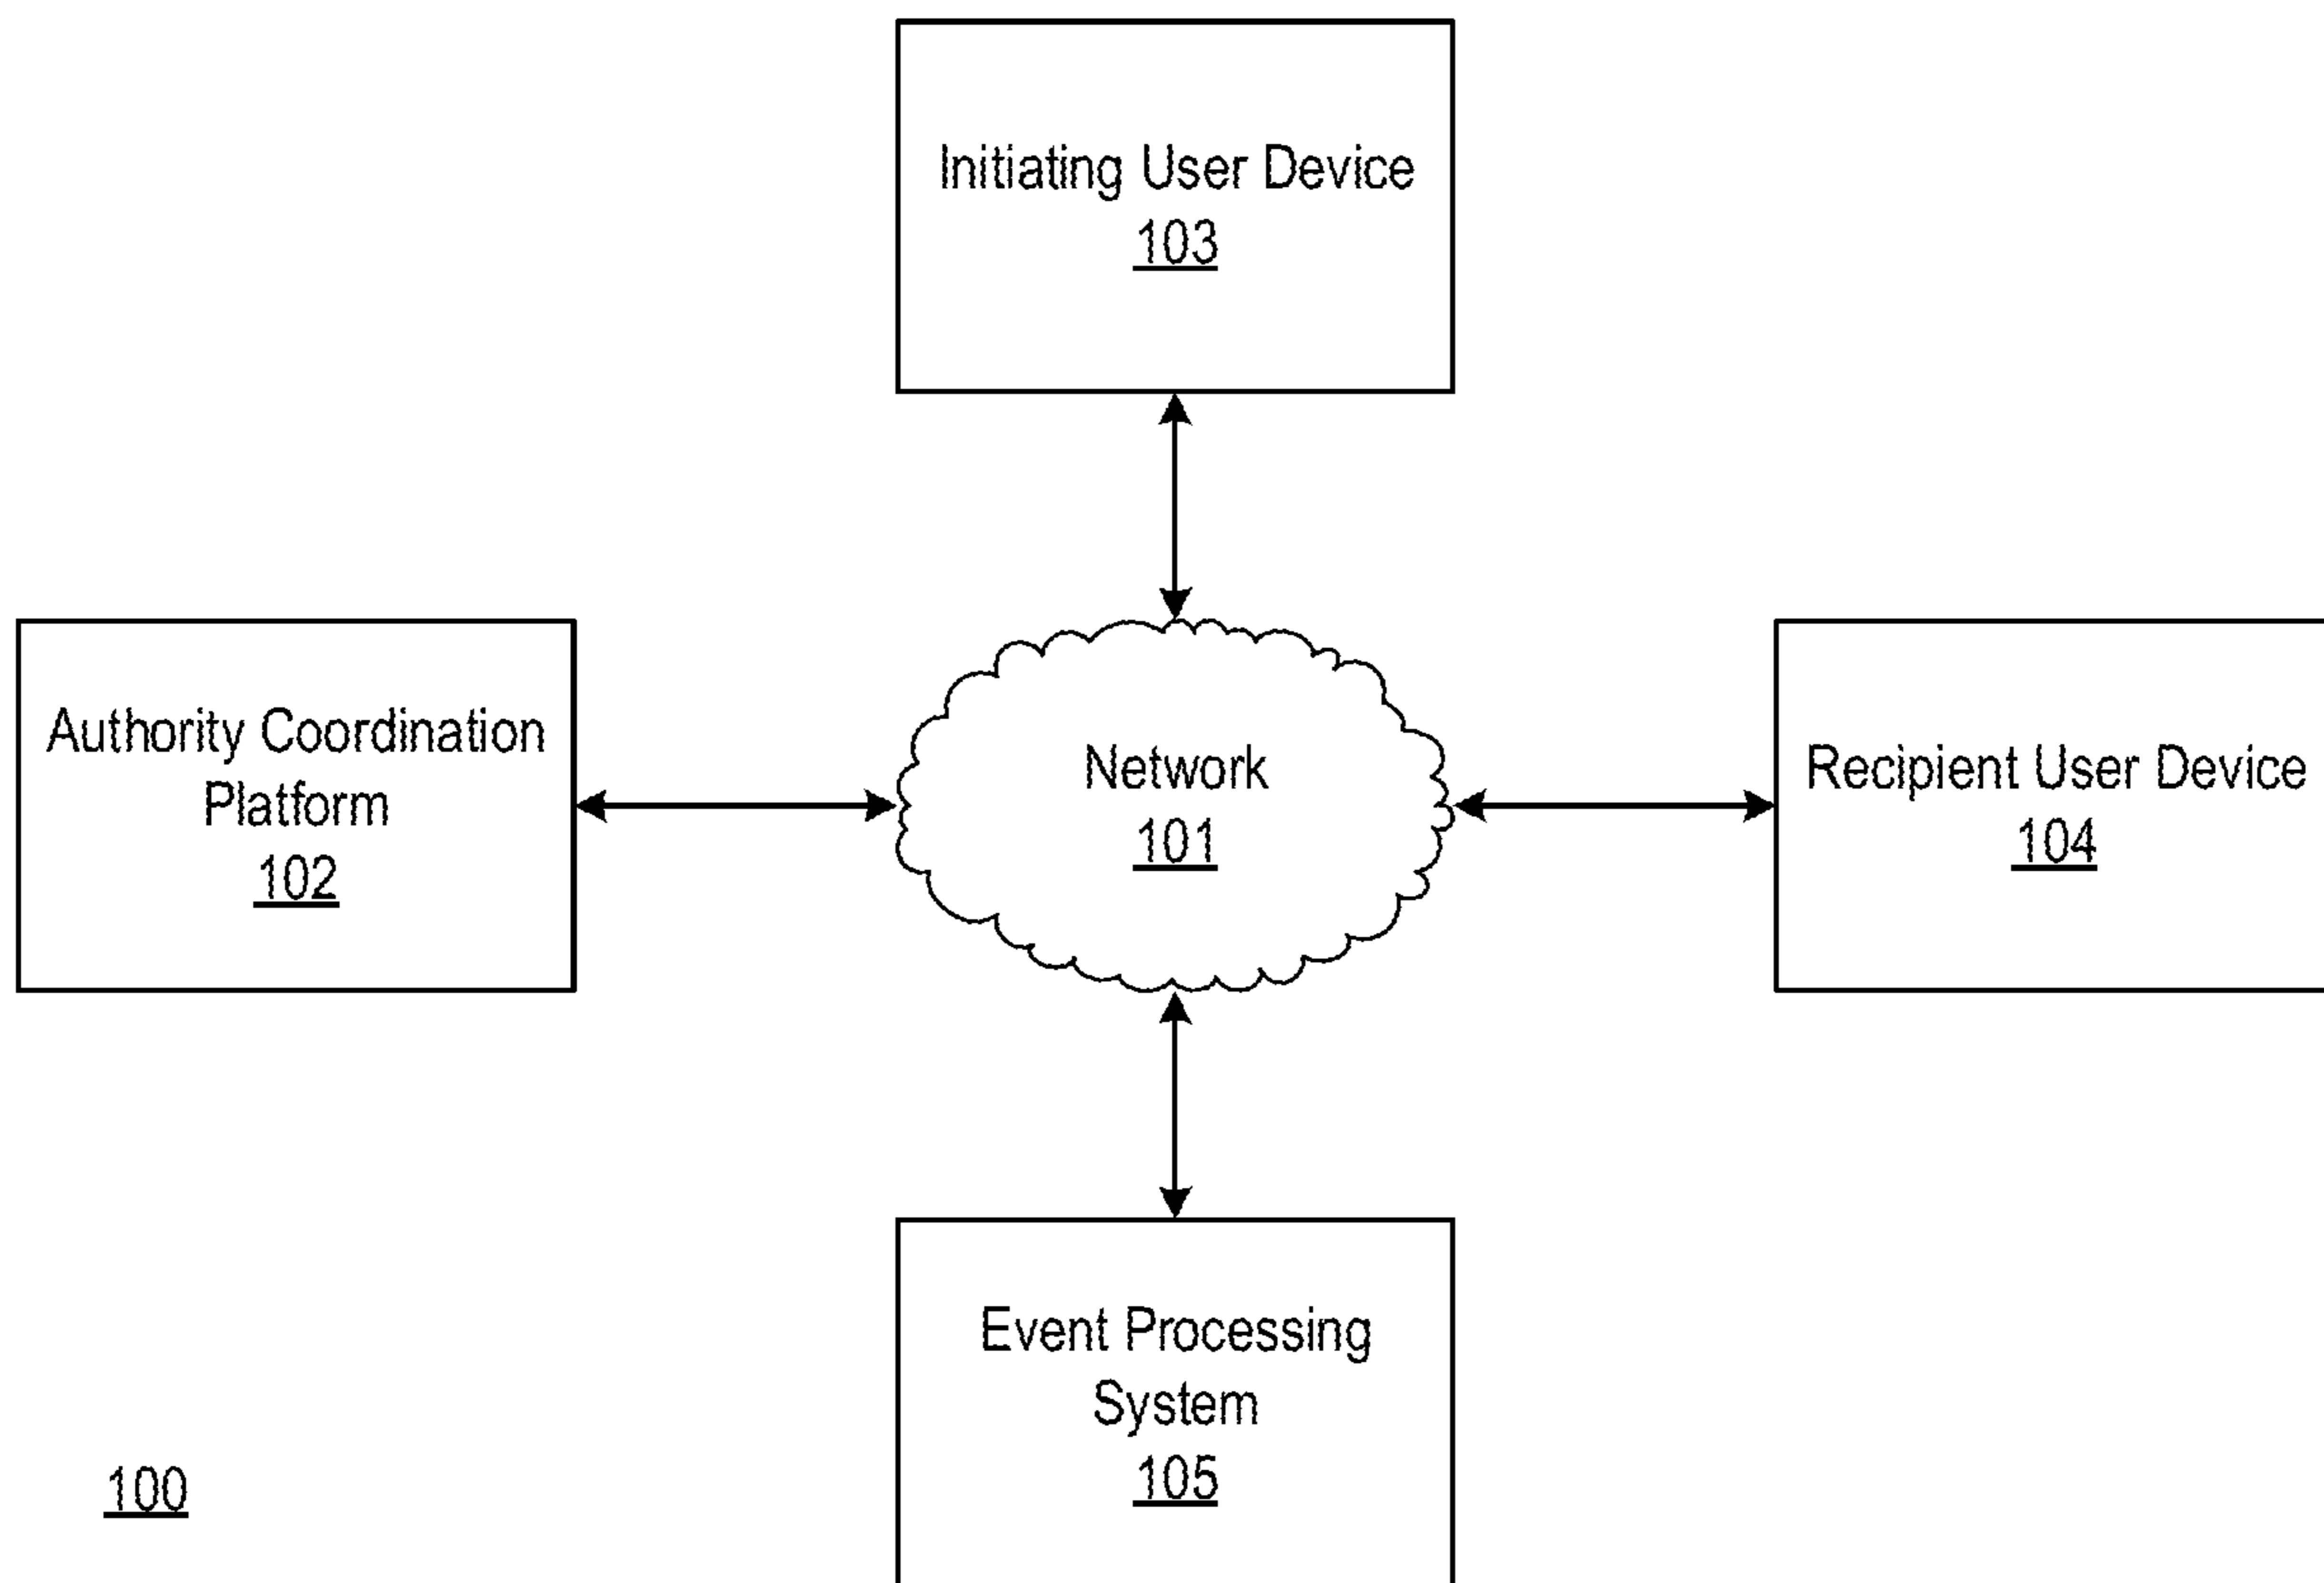 Initiating User Device
103
Authority Coordination
Platform
102
Network
101
Recipient User Device
104
Event Processing
System
105
100